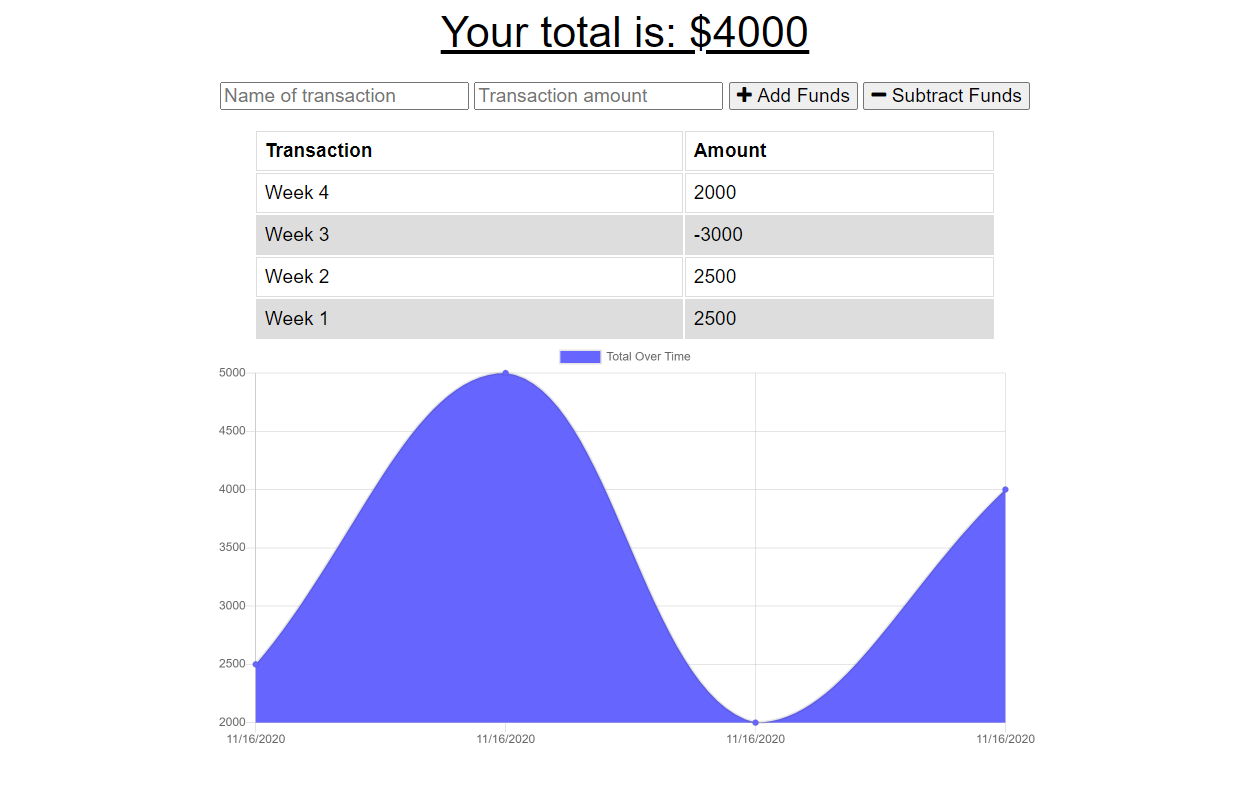 Your total is: $4000
Name of transaction Transaction amount + Add Funds − Subtract Funds
Transaction Amount
Week 4 2000
Week 3 -3000
Week 2 2500
Week 1 2500
Total Over Time
5000
4500
4000
3500
3000
2500
2000
11/16/2020 11/16/2020 11/16/2020 11/16/2020